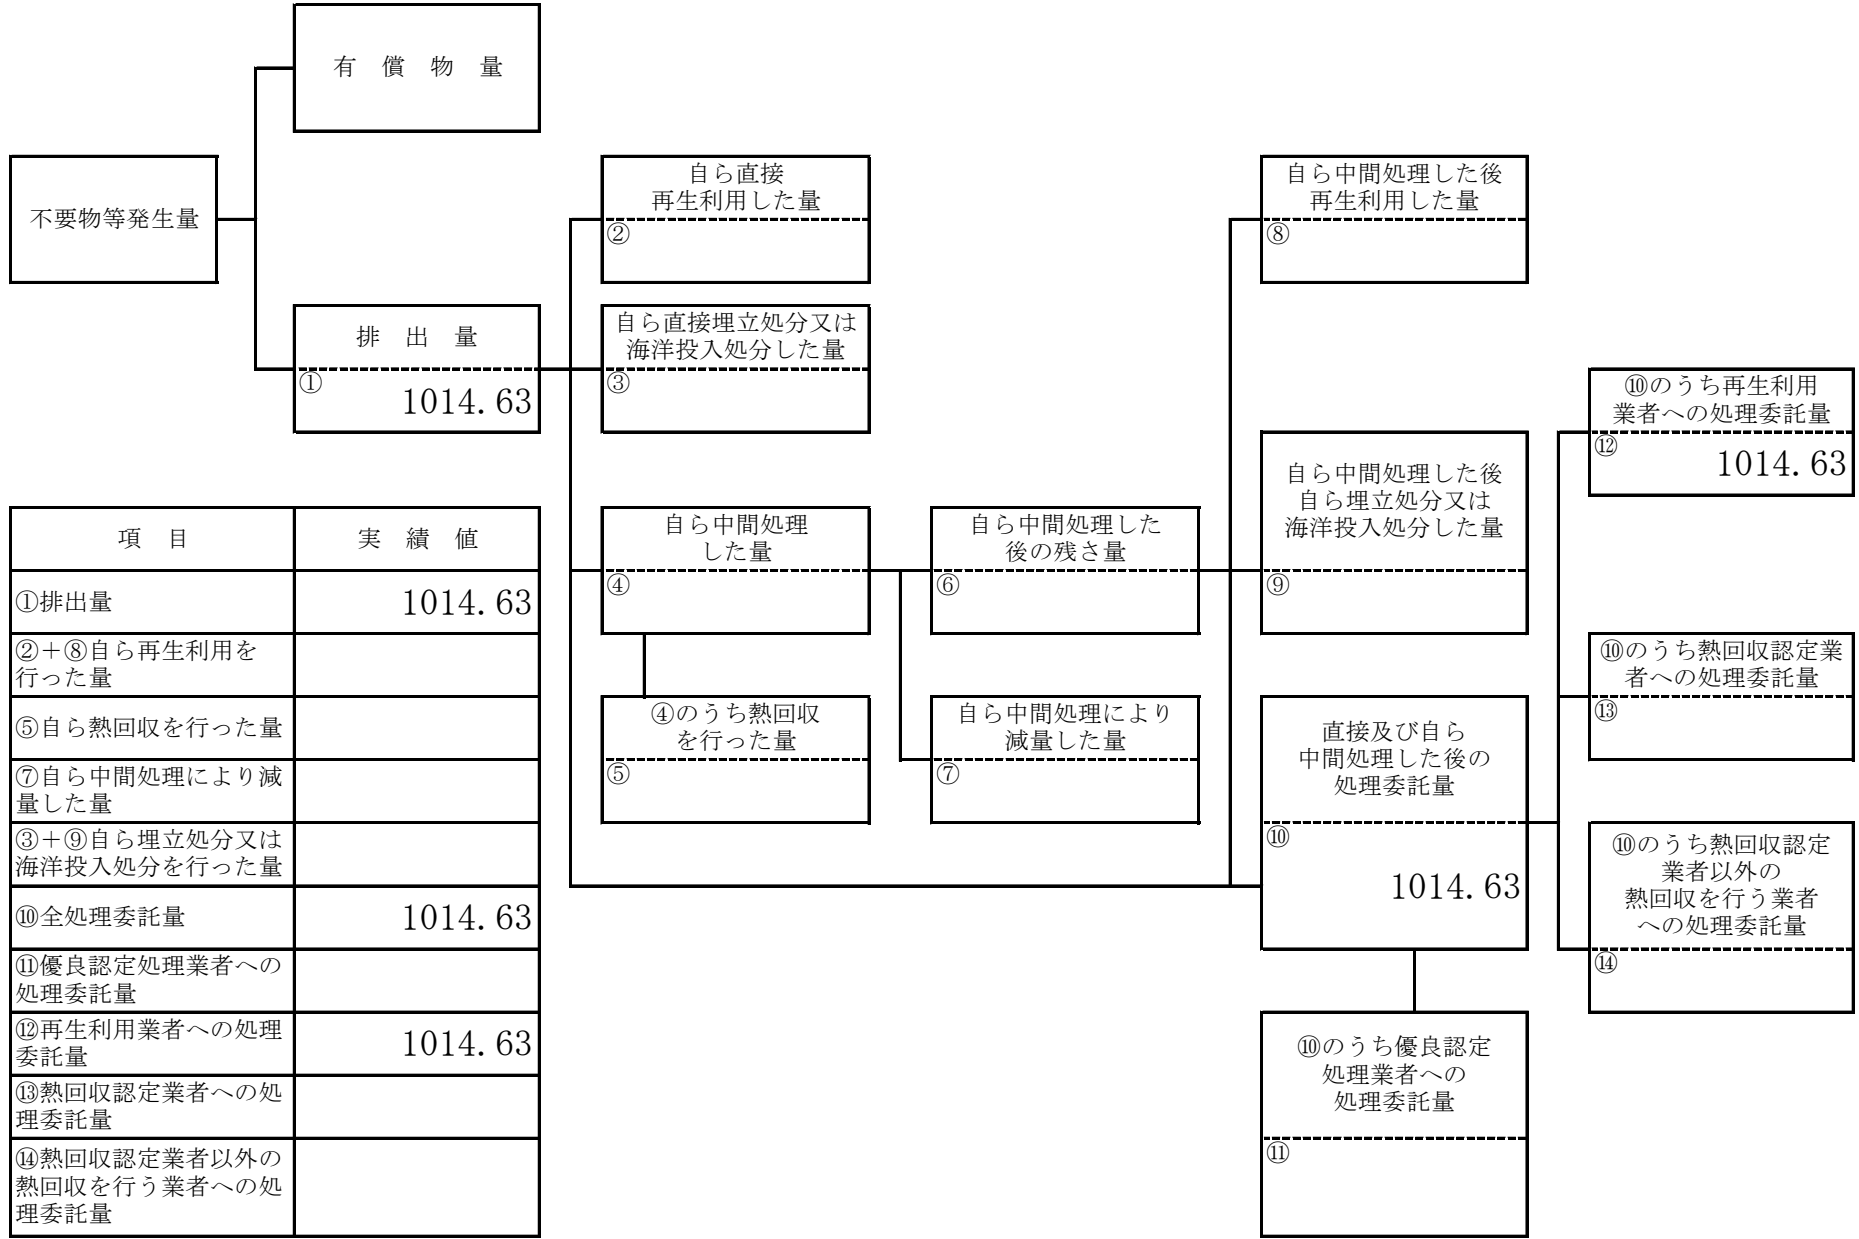 有 償 物 量
不要物等発生量
排 出 量
①
1014.63
自ら直接
再生利用した量
②
自ら直接埋立処分又は
海洋投入処分した量
③
自ら中間処理
した量
④
④のうち熱回収
を行った量
⑤
自ら中間処理した
後の残さ量
⑥
自ら中間処理により
減量した量
⑦
自ら中間処理した後
再生利用した量
⑧
自ら中間処理した後
自ら埋立処分又は
海洋投入処分した量
⑨
直接及び自ら
中間処理した後の
処理委託量
⑩
1014.63
⑩のうち優良認定
処理業者への
処理委託量
⑪
⑩のうち再生利用
業者への処理委託量
⑫
1014.63
⑩のうち熱回収認定業
者への処理委託量
⑬
⑩のうち熱回収認定
業者以外の
熱回収を行う業者
への処理委託量
⑭
項 目 実 績 値
①排出量 1014.63
②+⑧自ら再生利用を
行った量
⑤自ら熱回収を行った量
⑦自ら中間処理により減
量した量
③+⑨自ら埋立処分又は
海洋投入処分を行った量
⑩全処理委託量 1014.63
⑪優良認定処理業者への
処理委託量
⑫再生利用業者への処理
委託量 1014.63
⑬熱回収認定業者への処
理委託量
⑭熱回収認定業者以外の
熱回収を行う業者への処
理委託量